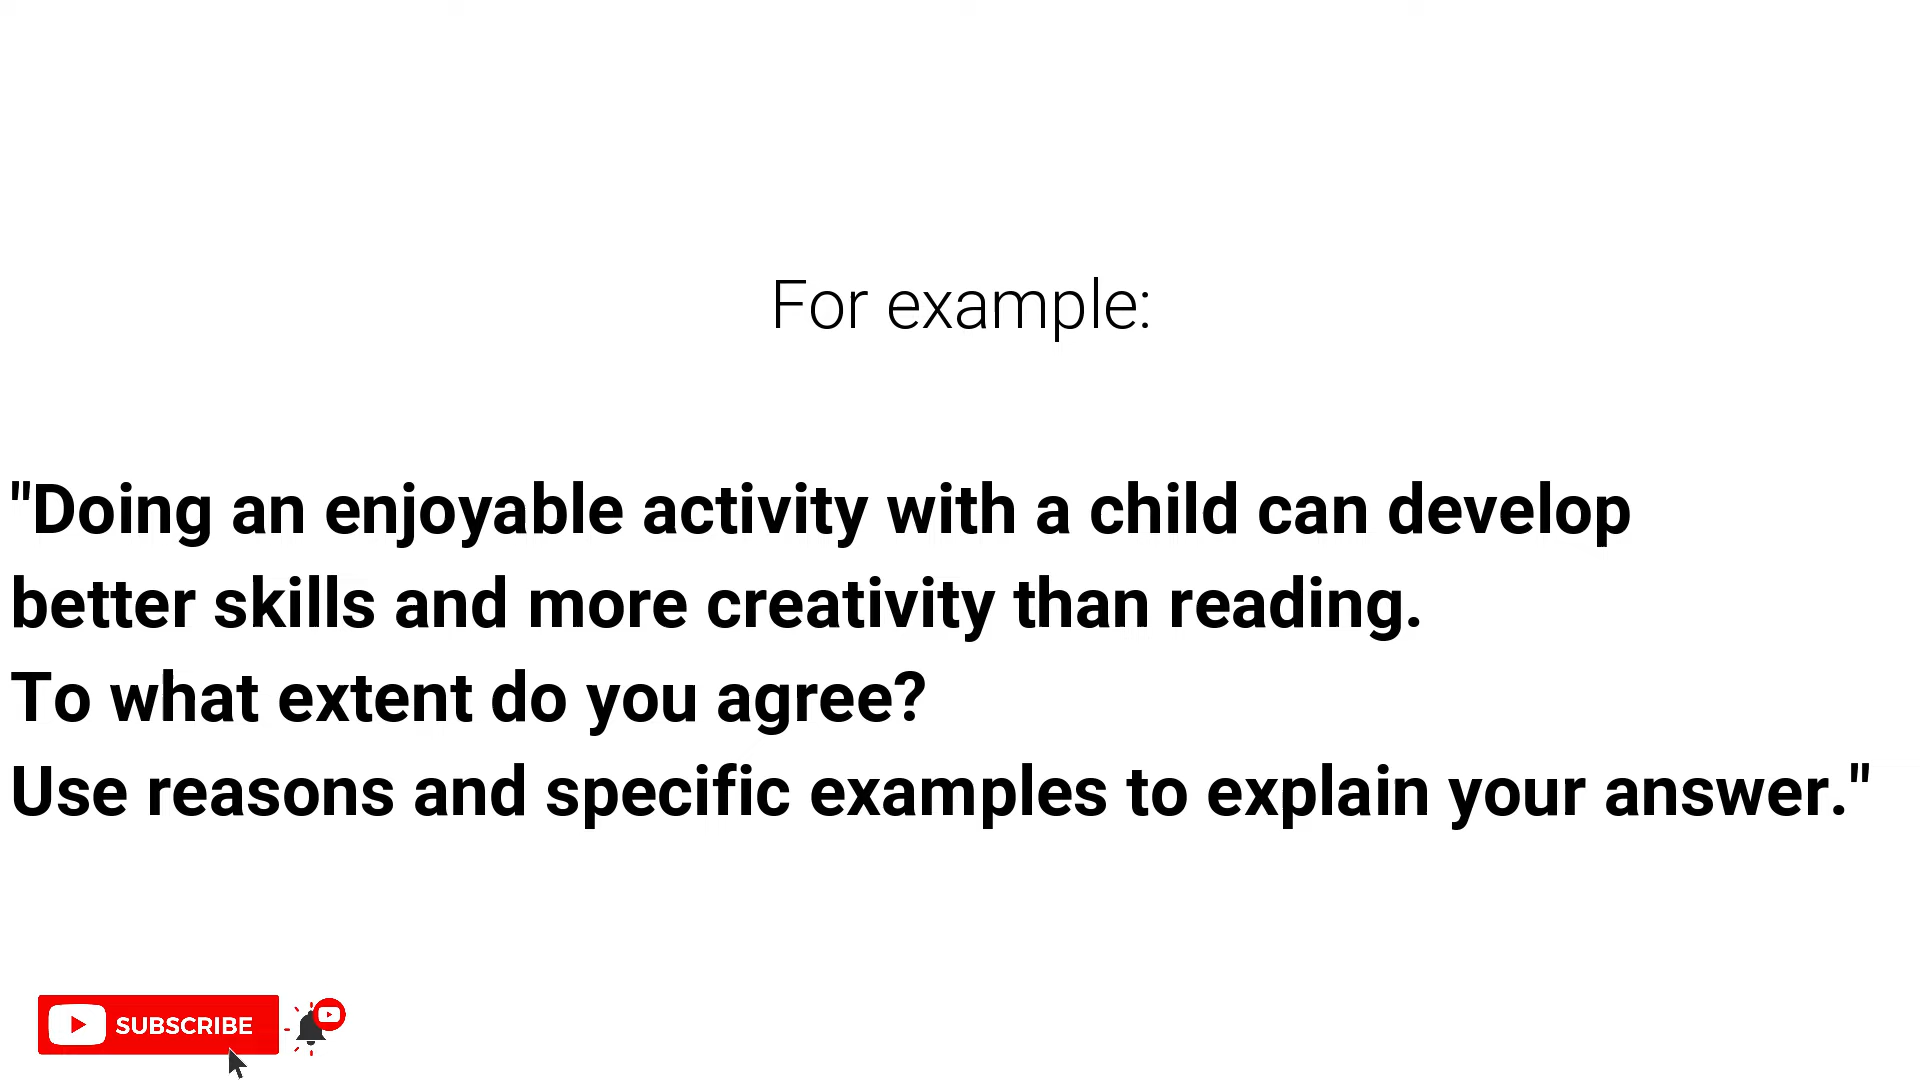 For example:
"Doing an enjoyable activity with a child can develop
better skills and more creativity than reading.
To what extent do you agree?
Use reasons and specific examples to explain your answer."
SUBSCRIBE